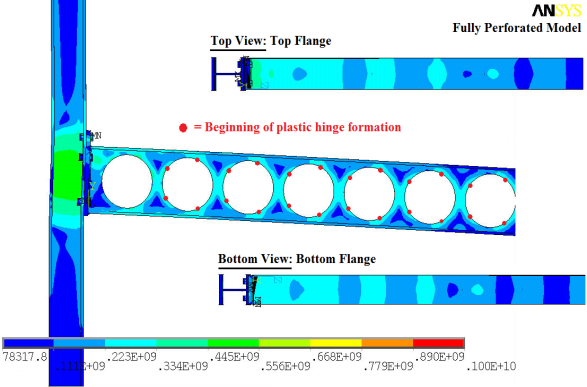 ANSYS
Fully Perforated Model
Top View: Top Flange
= Beginning of plastic hinge formation
MN
Bottom View: Bottom Flange
78317.8 .223E+09 .445E+09 .668E+09 .890E+09
.111E+09 .334E+09 .556E+09 .779E+09 .100E+10